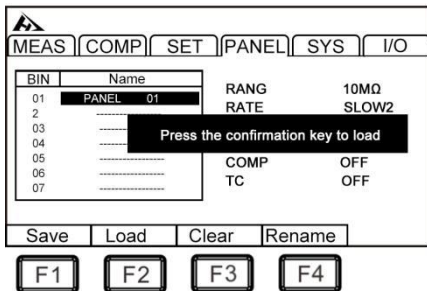 MEAS COMP SET PANEL SYS I/O
BIN Name
01 PANEL 01
2 ------------------
03
04
05 ------------------
06 ------------------
07 ------------------
RANG 10MΩ
RATE SLOW2
Press the confirmation key to load
COMP OFF
TC OFF
Save Load Clear Rename
F1 F2 F3 F4